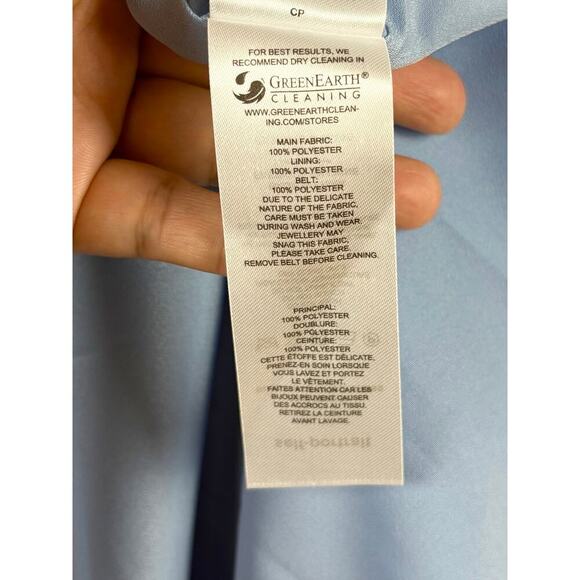 CP
FOR BEST RESULTS, WE
RECOMMEND DRY CLEANING IN
GREENEARTH®
CLEANING
WWW.GREENEARTHCLEAN-
ING.COM/STORES
MAIN FABRIC:
100% POLYESTER
LINING:
100% POLYESTER
BELT:
100% POLYESTER
DUE TO THE DELICATE
NATURE OF THE FABRIC,
CARE MUST BE TAKEN
DURING WASH AND WEAR.
JEWELLERY MAY
SNAG THIS FABRIC,
PLEASE TAKE CARE.
REMOVE BELT BEFORE CLEANING.
PRINCIPAL:
100% POLYESTER
DOUBLURE:
100% POLYESTER
CEINTURE:
100% POLYESTER
CETTE ÉTOFFE EST DÉLICATE,
PRENEZ-EN SOIN LORSQUE
VOUS LAVEZ ET PORTEZ
LE VÊTEMENT.
FAITES ATTENTION CAR LES
BIJOUX PEUVENT CAUSER
DES ACCROCS AU TISSU.
RETIREZ LA CEINTURE
AVANT LAVAGE.
self-portrait